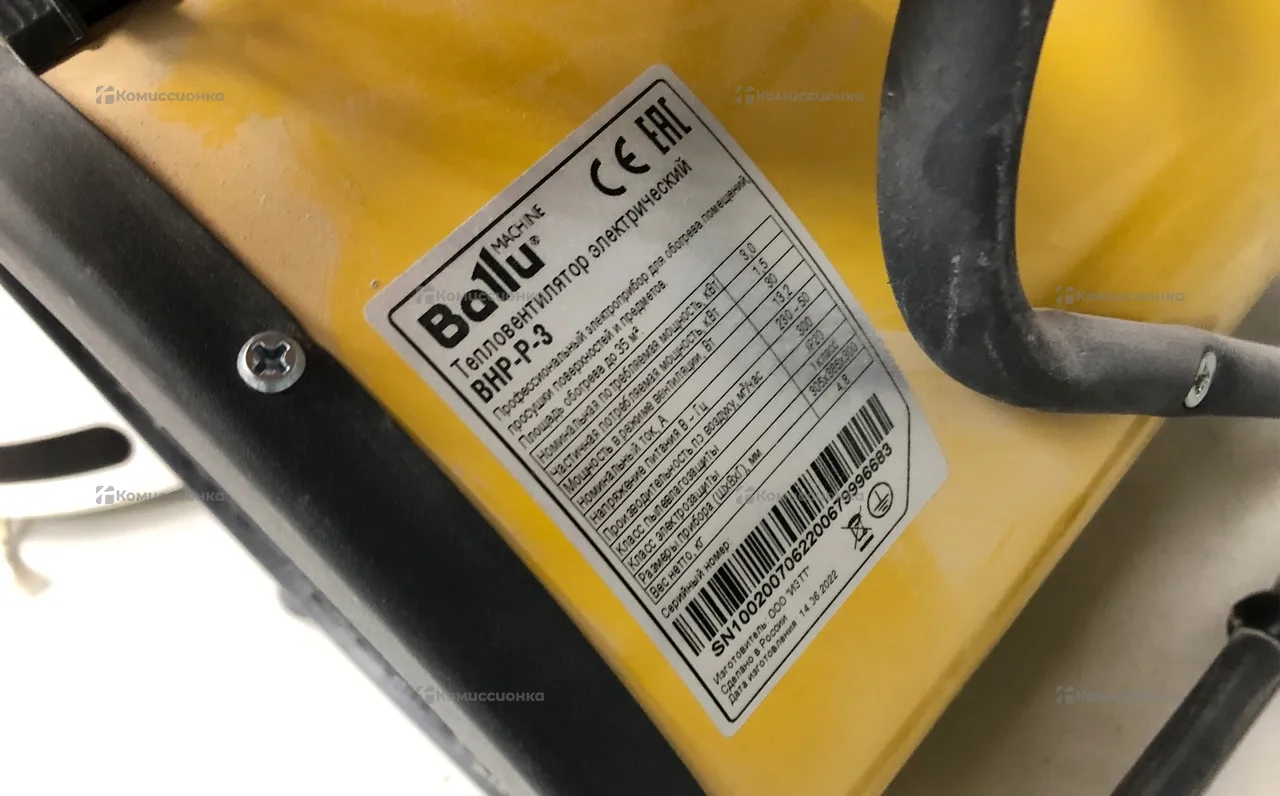 Ballu MACHINE
CE EAC
Тепловентилятор электрический
BHP-P-3
Профессиональный электроприбор для обогрева помещений,
просушки поверхностей и предметов.
Площадь обогрева до 35 м²
Номинальная потребляемая мощность, кВт 3.0
Частичная потребляемая мощность, кВт 1.5
Мощность в режиме вентиляции, Вт 30
Номинальный ток, А 13.2
Напряжение питания В - Гц 230 - 50
Производительность по воздуху, м³/час 300
Класс пылевлагозащиты IP20
Класс электрозащиты 1 класс
Размеры прибора (ШхВхГ), мм
Вес нетто, кг 4.8
Серийный номер:
SN1002007062200679996683
Изготовитель: ООО "ИЗТТ"
Сделано в России
Дата изготовления 14 06.2022
Комиссионка
Комиссионка
Комиссионка
Комиссионка
Комиссионка
Комиссионка
Комиссионка
Комиссионка